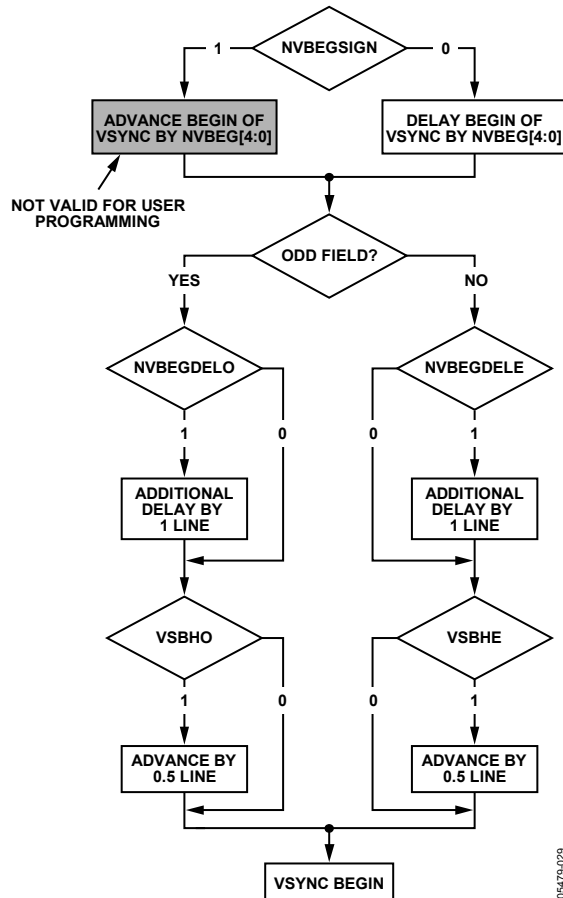 NVBEGSIGN
1
0
ADVANCE BEGIN OF
VSYNC BY NVBEG[4:0]
DELAY BEGIN OF
VSYNC BY NVBEG[4:0]
NOT VALID FOR USER
PROGRAMMING
ODD FIELD?
YES
NO
NVBEGDELO
NVBEGDELE
1
0
0
1
ADDITIONAL
DELAY BY
1 LINE
ADDITIONAL
DELAY BY
1 LINE
VSBHO
VSBHE
1
0
0
1
ADVANCE BY
0.5 LINE
ADVANCE BY
0.5 LINE
VSYNC BEGIN
05479-029